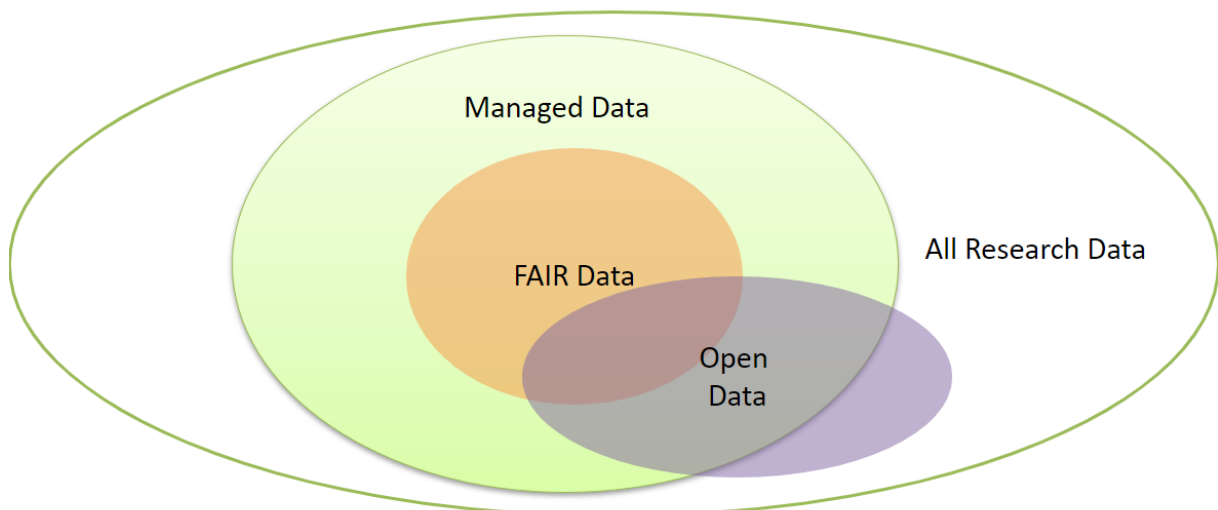 Managed Data
All Research Data
FAIR Data
Open
Data